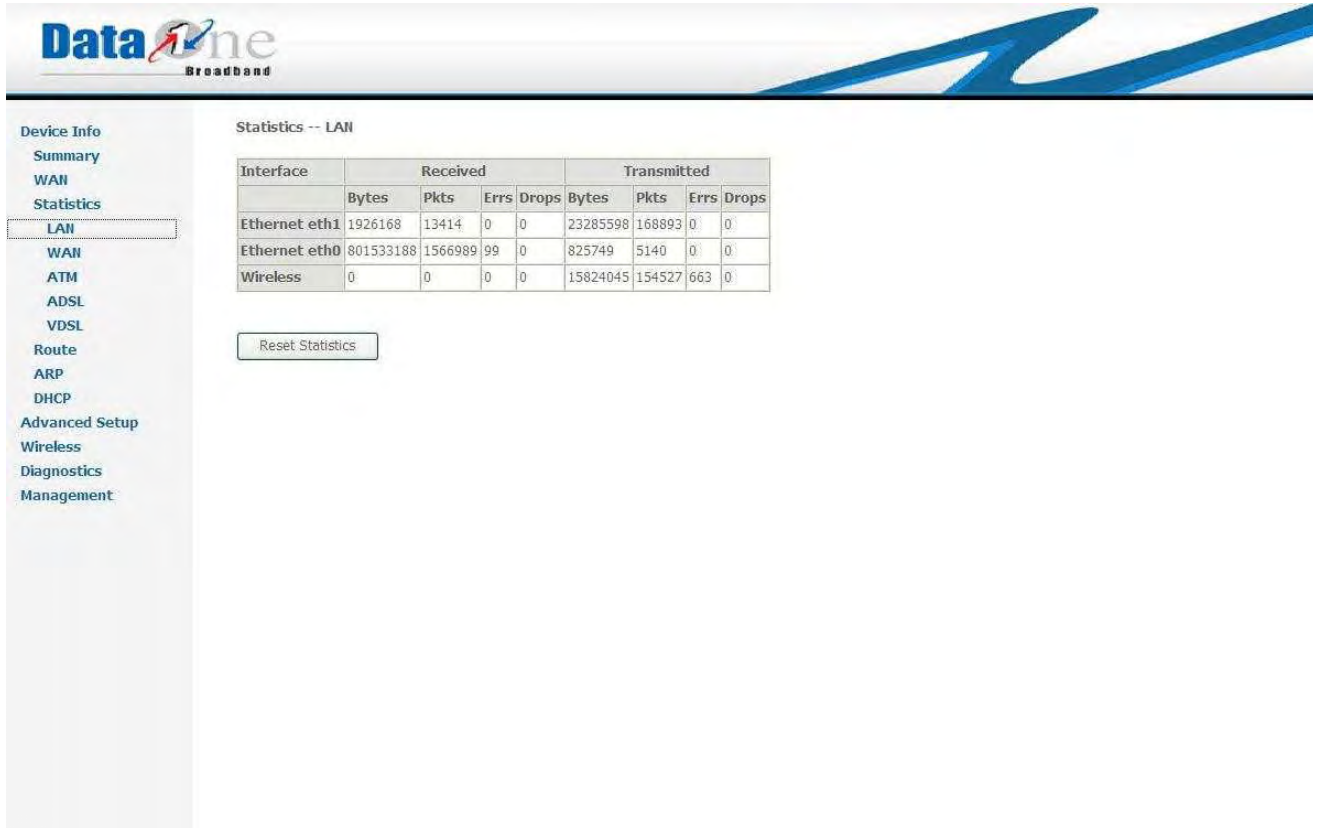 Data One
Broadband
Device Info
Summary
WAN
Statistics
LAN
WAN
ATM
ADSL
VDSL
Route
ARP
DHCP
Advanced Setup
Wireless
Diagnostics
Management
Statistics -- LAN
Interface Received Transmitted
Bytes Pkts Errs Drops Bytes Pkts Errs Drops
Ethernet eth1 1926168 13414 0 0 23285598 168893 0 0
Ethernet eth0 801533188 1566989 99 0 825749 5140 0 0
Wireless 0 0 0 0 15824045 154527 663 0
Reset Statistics